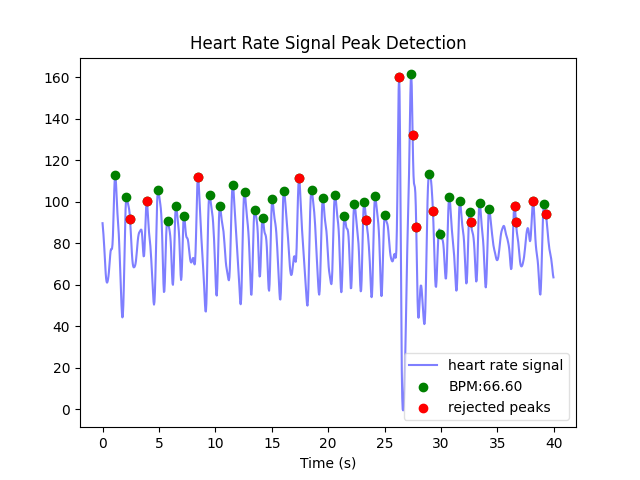 Heart Rate Signal Peak Detection
160
140
120
100
80
60
40
20
0
heart rate signal
BPM:66.60
rejected peaks
0 5 10 15 20 25 30 35 40
Time (s)